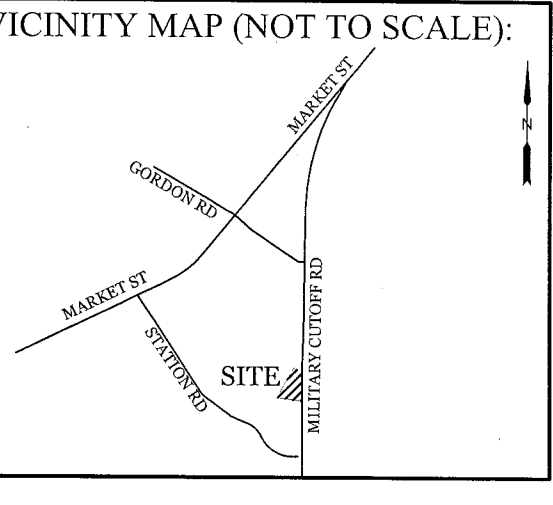 VICINITY MAP (NOT TO SCALE):
MARKET ST
N
GORDON RD
MARKET ST
MILITARY CUTOFF RD
STATION RD
SITE